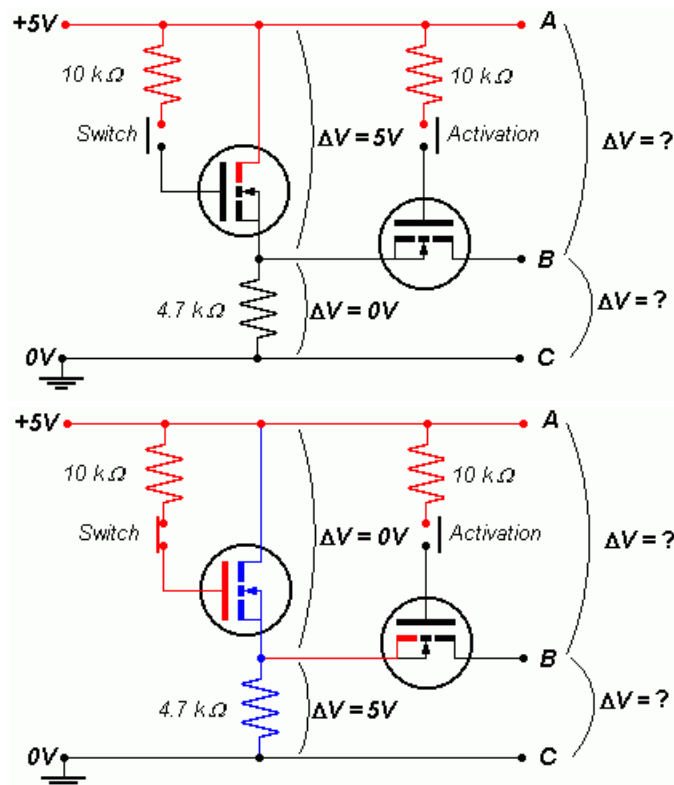 +5V A
10 kΩ 10 kΩ
Switch ΔV = 5V Activation ΔV = ?
B
4.7 kΩ ΔV = 0V ΔV = ?
0V C
+5V A
10 kΩ 10 kΩ
Switch ΔV = 0V Activation ΔV = ?
B
4.7 kΩ ΔV = 5V ΔV = ?
0V C